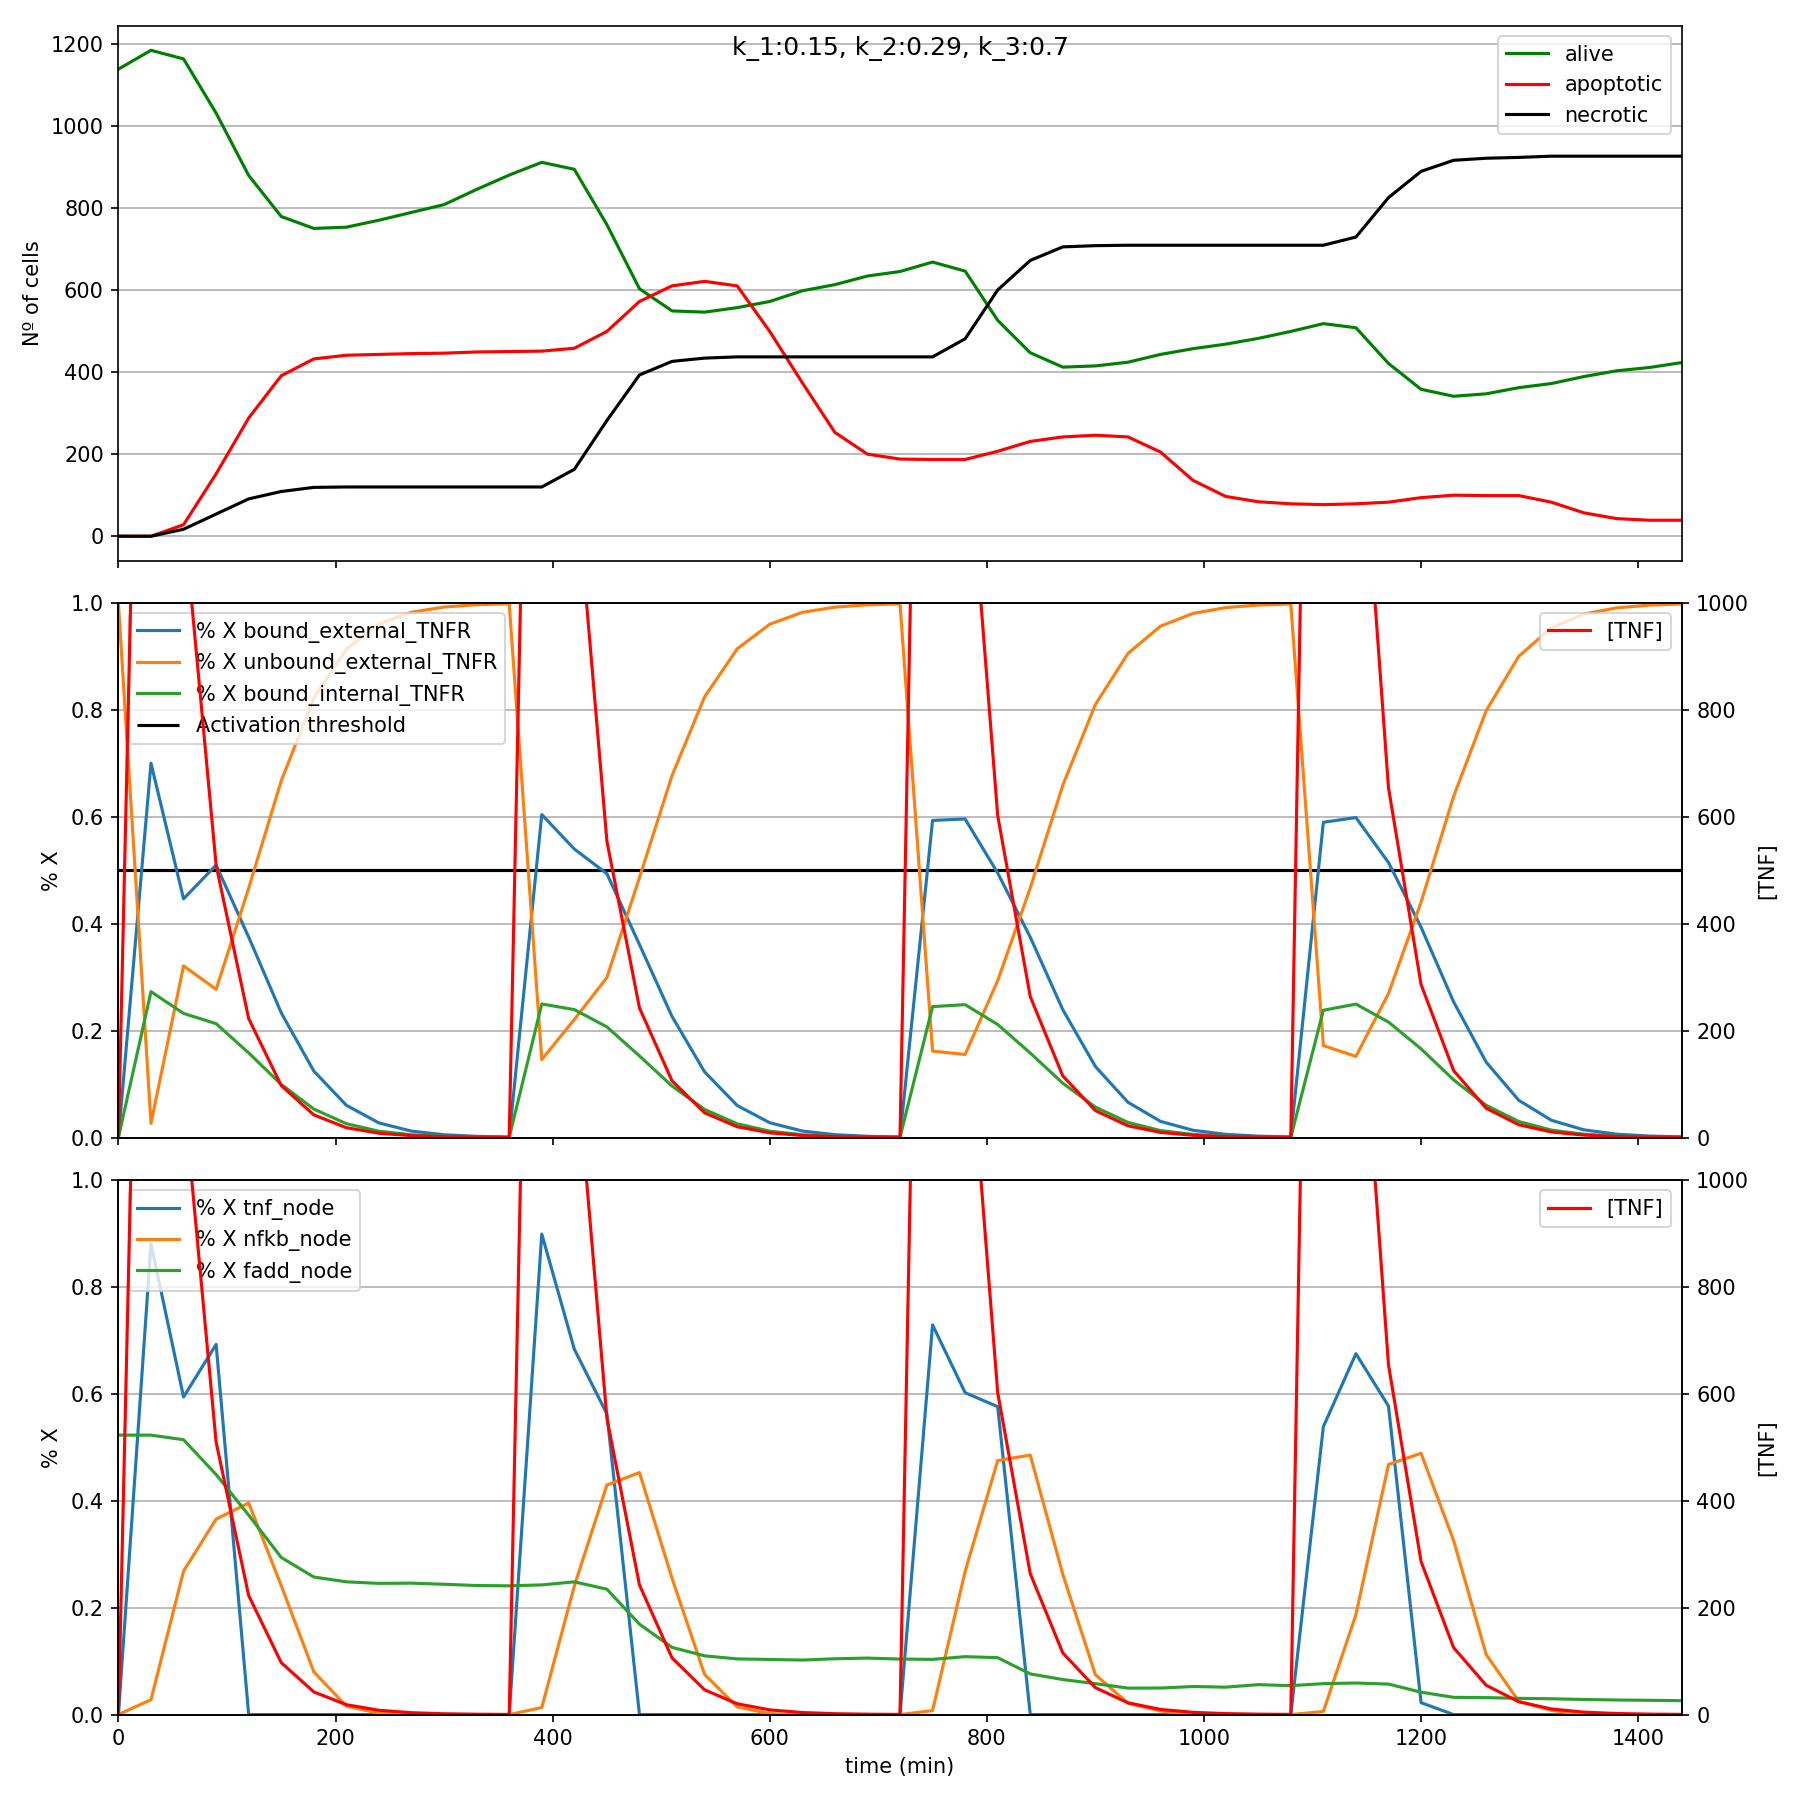 k_1:0.15, k_2:0.29, k_3:0.7
alive
apoptotic
necrotic
1200
1000
800
600
400
200
0
Nº of cells
% X bound_external_TNFR
% X unbound_external_TNFR
% X bound_internal_TNFR
Activation threshold
[TNF]
1.0
0.8
0.6
0.4
0.2
0.0
% X
1000
800
600
400
200
0
[TNF]
% X tnf_node
% X nfkb_node
% X fadd_node
[TNF]
1.0
0.8
0.6
0.4
0.2
0.0
% X
1000
800
600
400
200
0
[TNF]
0 200 400 600 800 1000 1200 1400
time (min)